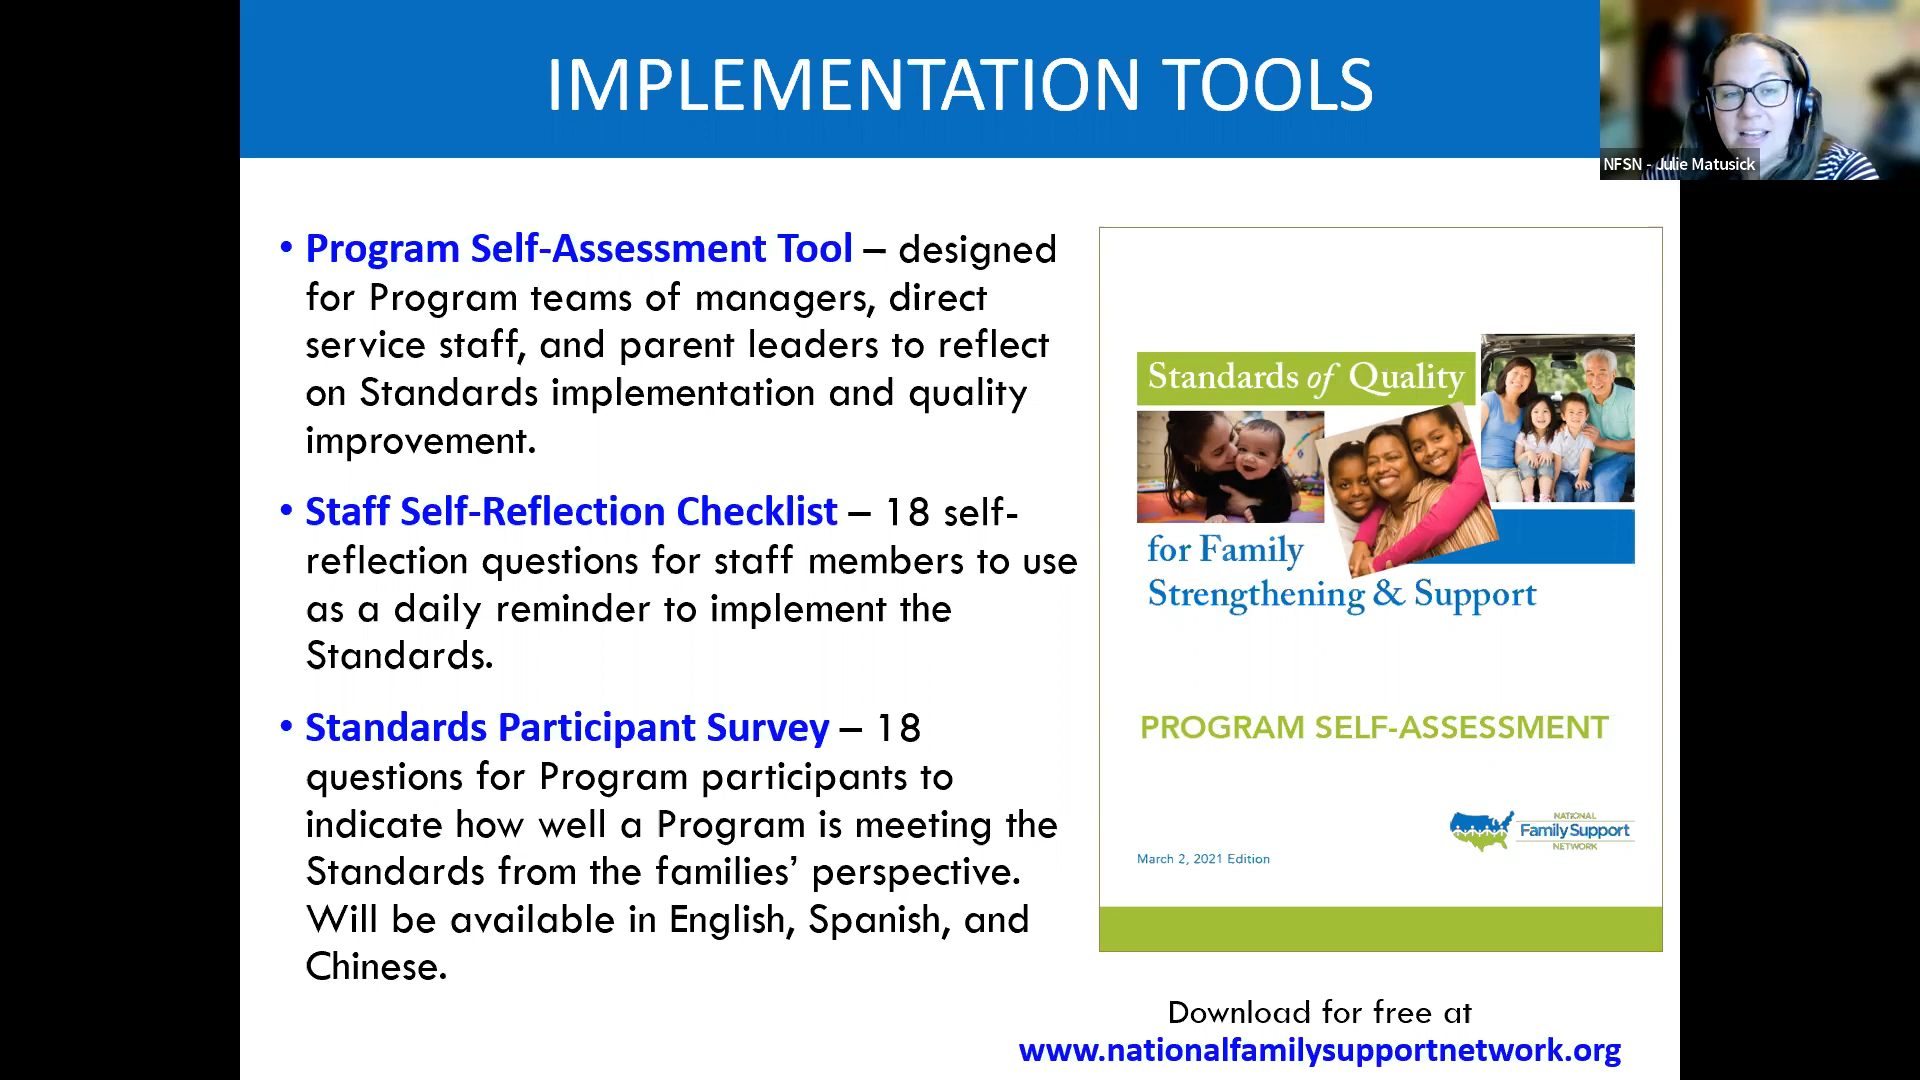 IMPLEMENTATION TOOLS
NFSN - Julie Matusick
• Program Self-Assessment Tool – designed
for Program teams of managers, direct
service staff, and parent leaders to reflect
on Standards implementation and quality
improvement.
• Staff Self-Reflection Checklist – 18 self-
reflection questions for staff members to use
as a daily reminder to implement the
Standards.
• Standards Participant Survey – 18
questions for Program participants to
indicate how well a Program is meeting the
Standards from the families’ perspective.
Will be available in English, Spanish, and
Chinese.
Standards of Quality
for Family
Strengthening & Support
PROGRAM SELF-ASSESSMENT
NATIONAL
Family Support
NETWORK
March 2, 2021 Edition
Download for free at
www.nationalfamilysupportnetwork.org